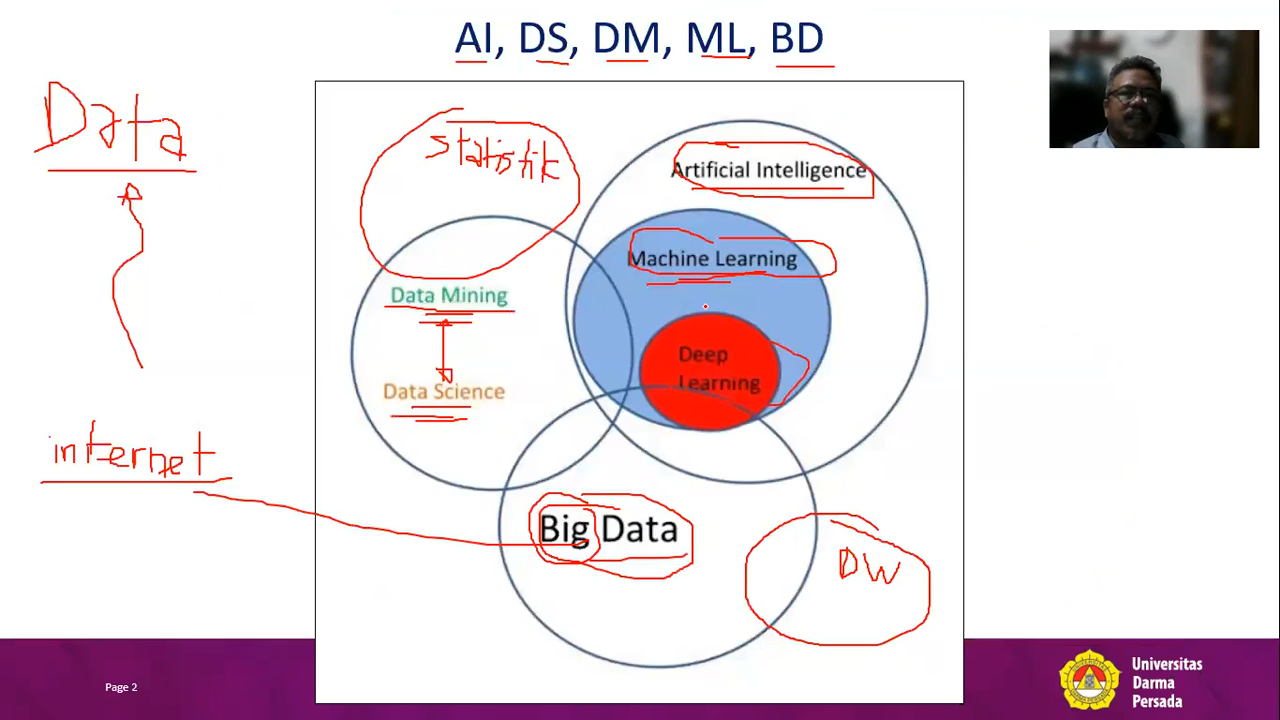 AI, DS, DM, ML, BD
Data
Statistik
Artificial Intelligence
Machine Learning
Data Mining
Deep
Learning
Data Science
internet
Big Data
DW
Page 2
Universitas
Darma
Persada